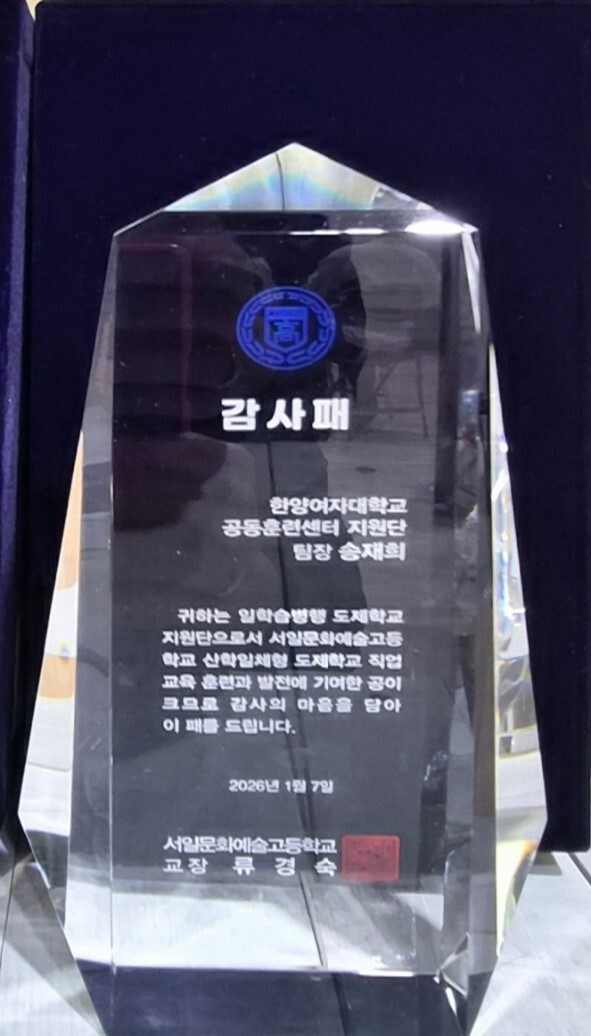 高
감사패
한양여자대학교
공동훈련센터 지원단
팀장 송재희
귀하는 일학습병행 도제학교
지원단으로서 서일문화예술고등
학교 산학일체형 도제학교 직업
교육 훈련과 발전에 기여한 공이
크므로 감사의 마음을 담아
이 패를 드립니다.
2026년 1월 7일
서일문화예술고등학교
교장 류경숙